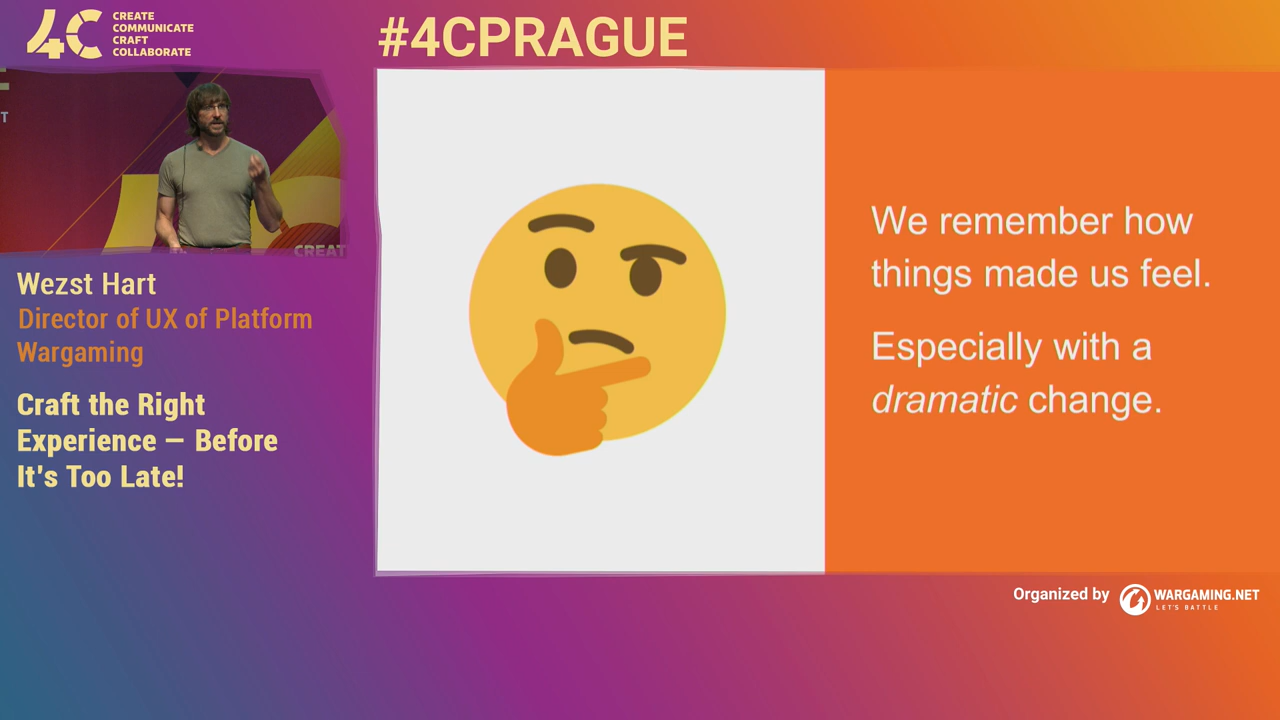 4C
CREATE
COMMUNICATE
CRAFT
COLLABORATE
#4CPRAGUE
T
CREAT
Wezst Hart
Director of UX of Platform
Wargaming
Craft the Right
Experience — Before
It's Too Late!
We remember how
things made us feel.
Especially with a
dramatic change.
Organized by
WARGAMING.NET
LET'S BATTLE